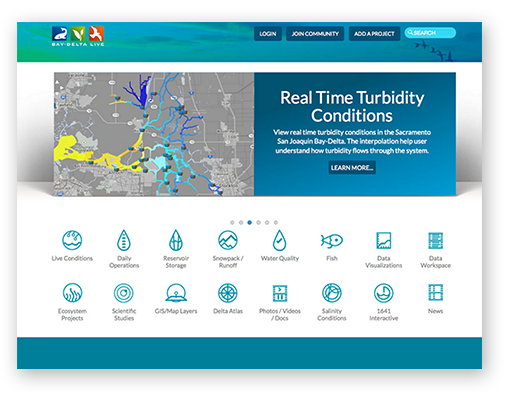 BAY-DELTA LIVE
LOGIN
JOIN COMMUNITY
ADD A PROJECT
SEARCH
Real Time Turbidity
Conditions
View real time turbidity conditions in the Sacramento
San Joaquin Bay-Delta. The interpolation help user
understand how turbidity flows through the system.
LEARN MORE...
Live Conditions
Daily
Operations
Reservoir
Storage
Snowpack /
Runoff
Water Quality
Fish
Data
Visualizations
Data
Workspace
Ecosystem
Projects
Scientific
Studies
GIS/Map Layers
Delta Atlas
Photos / Videos
/ Docs
Salinity
Conditions
1641
Interactive
News